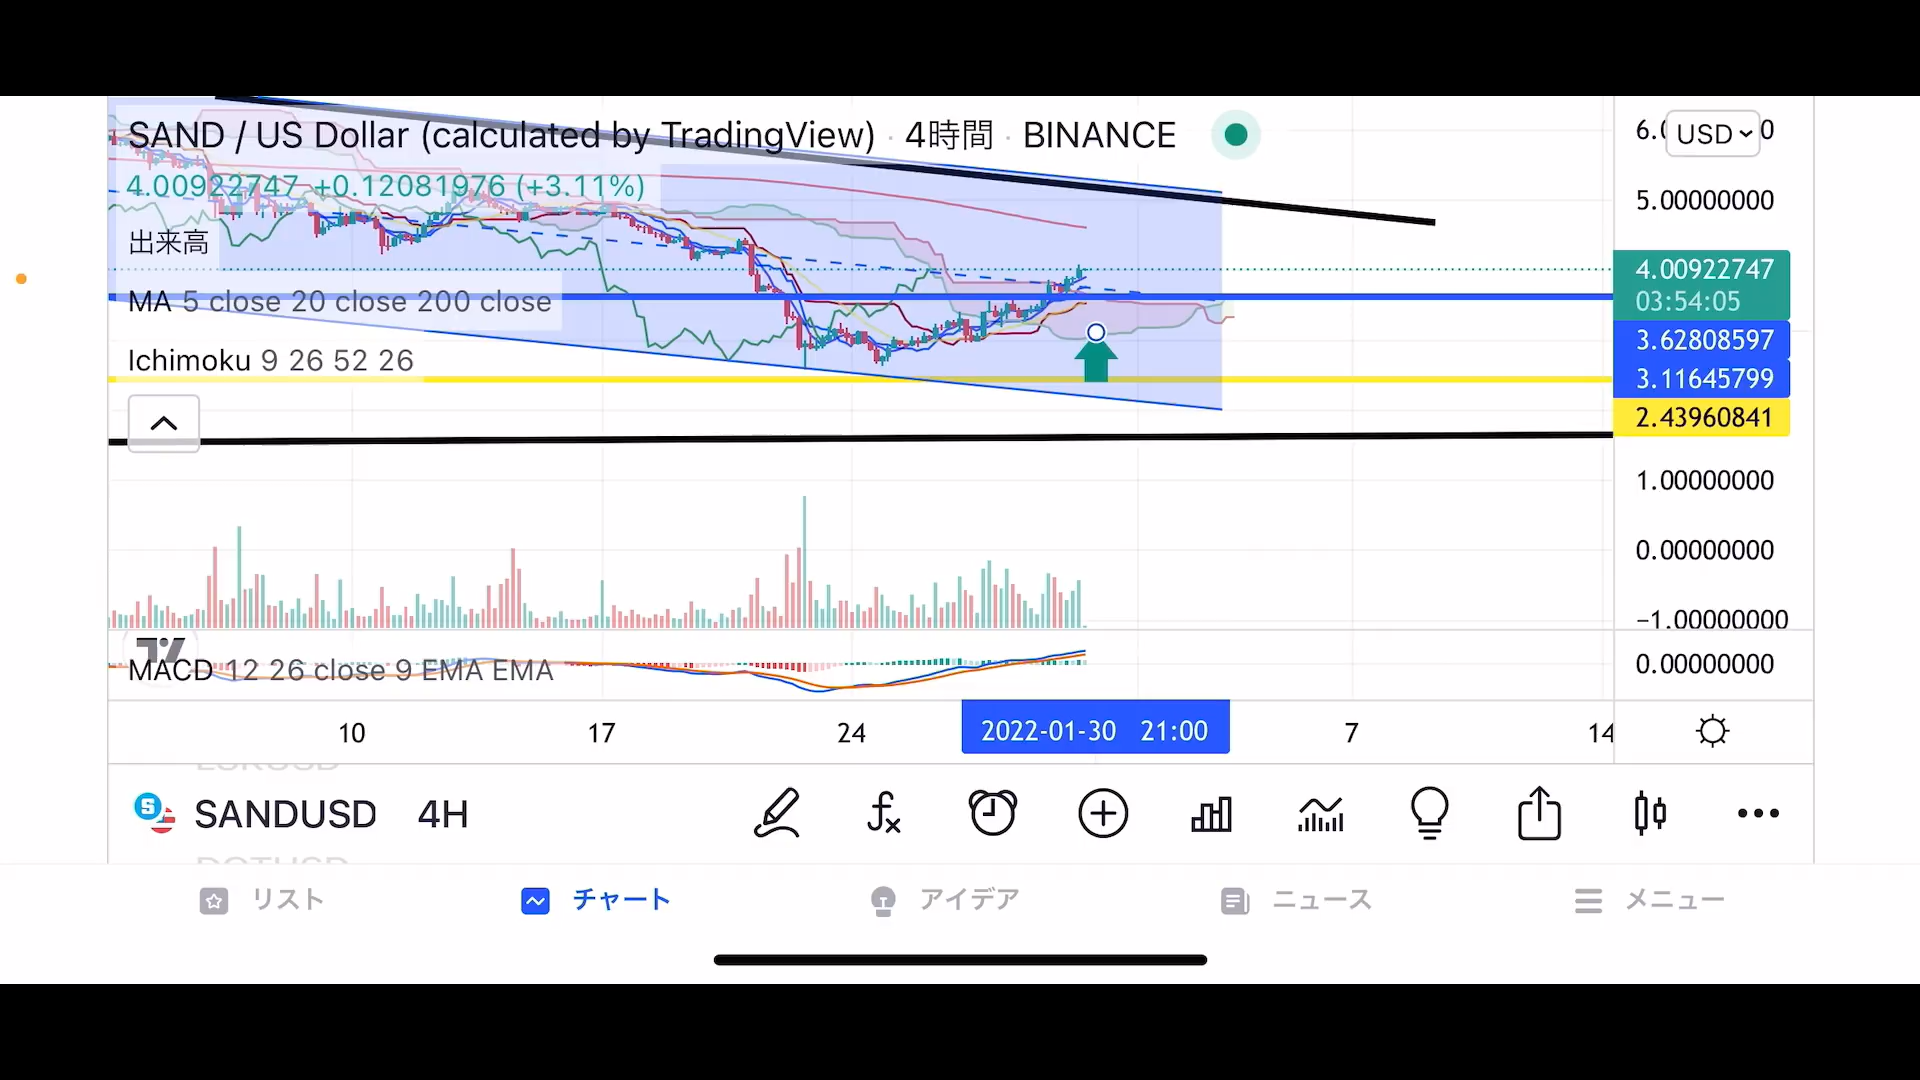 SAND / US Dollar (calculated by TradingView) · 4時間 · BINANCE
4.00922747 +0.12081976 (+3.11%)
出来高
MA 5 close 20 close 200 close
Ichimoku 9 26 52 26
USD
5.00000000
4.00922747
03:54:05
3.62808597
3.11645799
2.43960841
1.00000000
0.00000000
−1.00000000
MACD 12 26 close 9 EMA EMA
0.00000000
10 17 24 2022-01-30 21:00 7 14
SANDUSD 4H
DOTUSD
リスト チャート アイデア ニュース メニュー